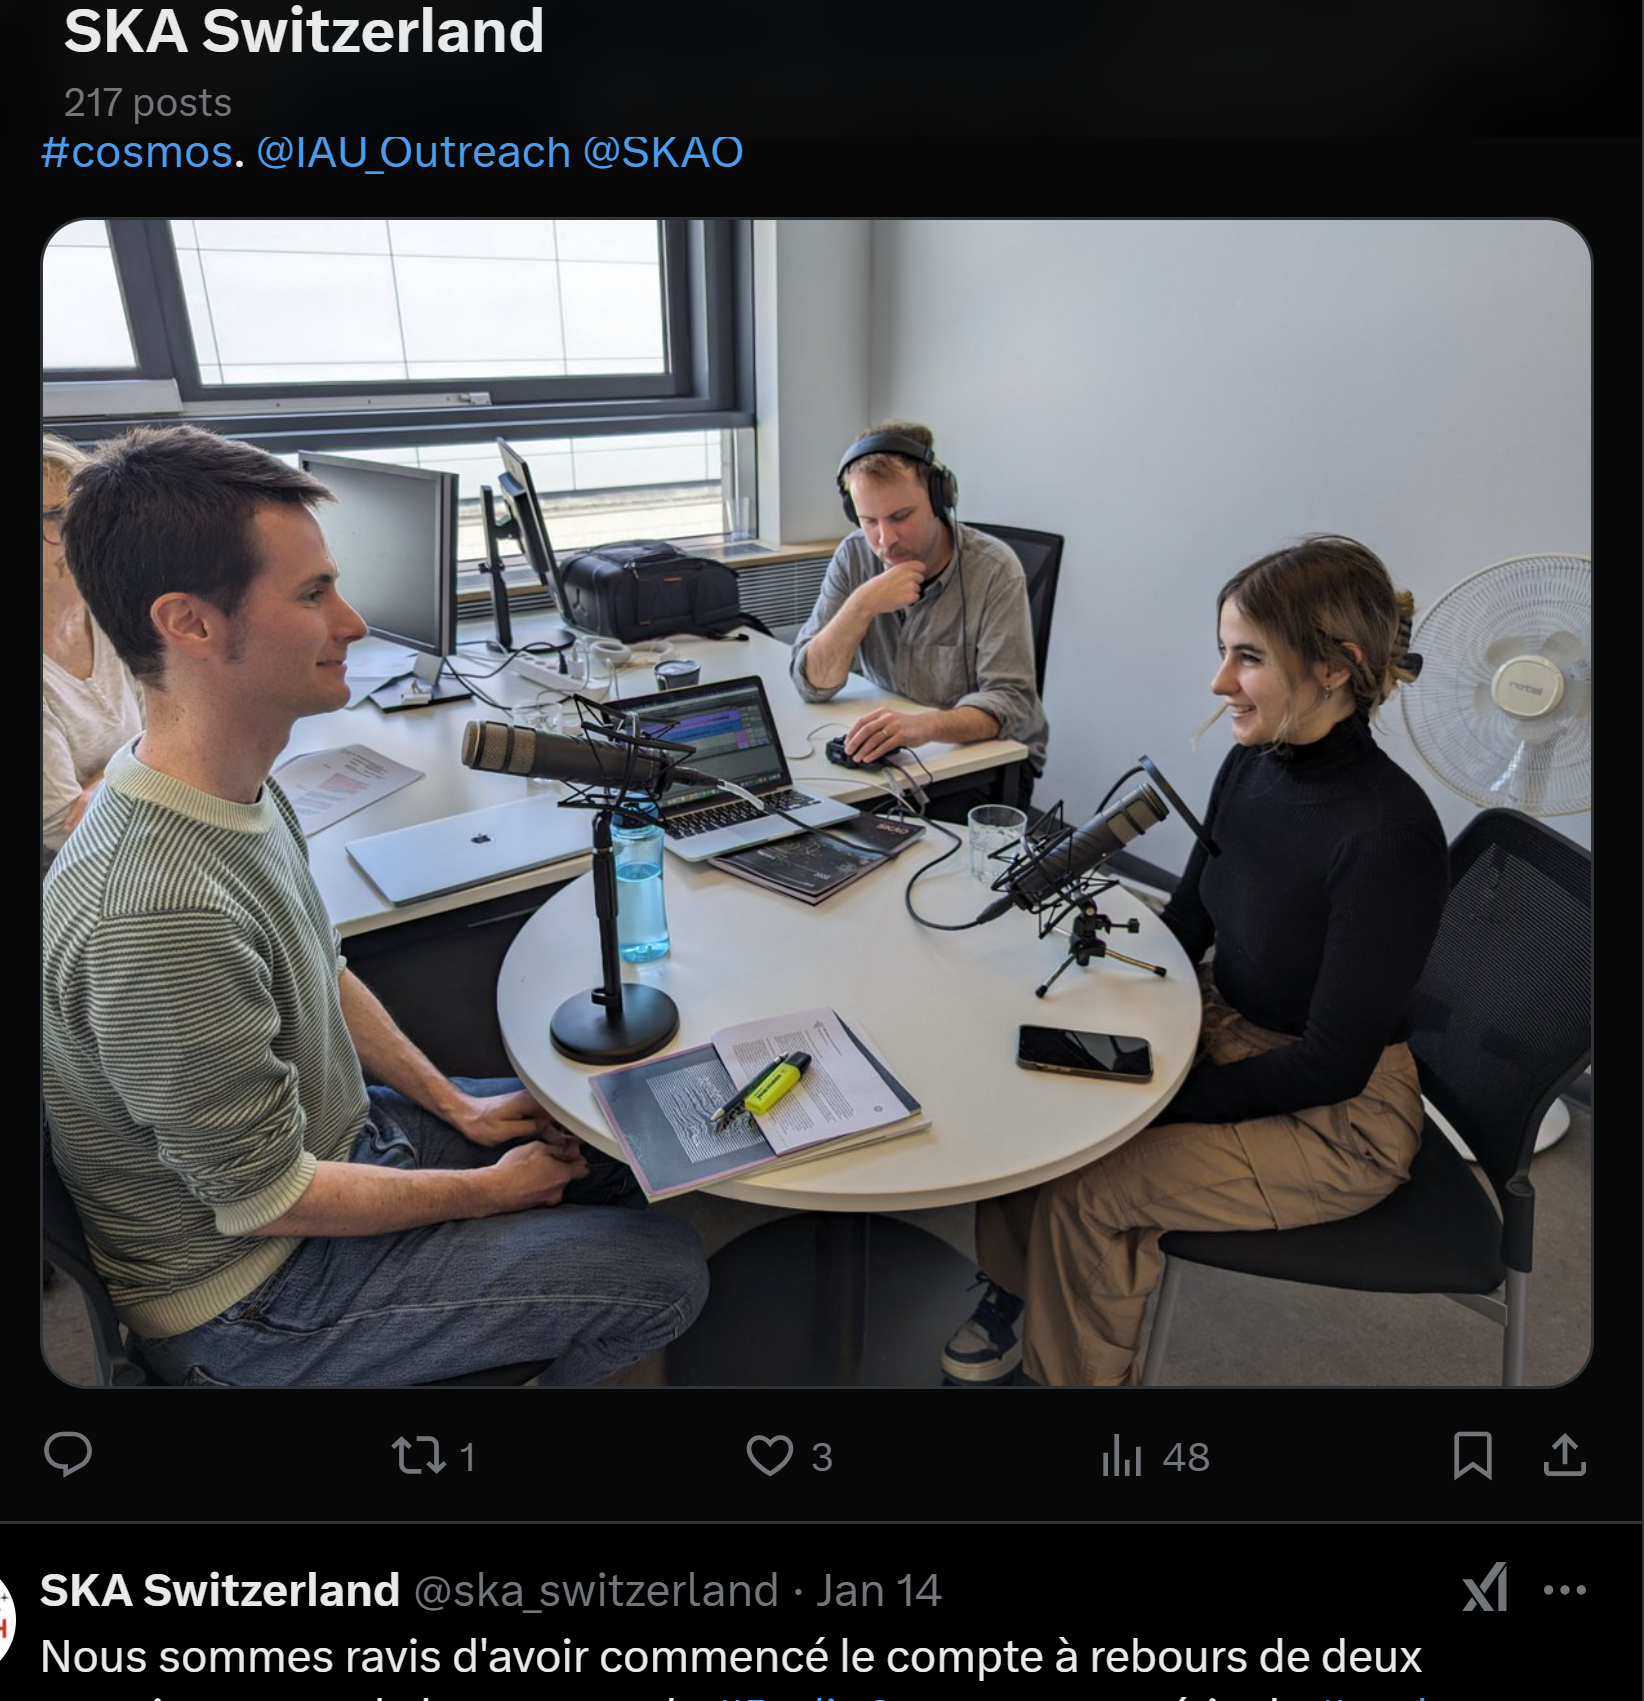 SKA Switzerland
217 posts
#cosmos. @IAU_Outreach @SKAO
rotel
1
3
48
SKA Switzerland @ska_switzerland · Jan 14
Nous sommes ravis d'avoir commencé le compte à rebours de deux